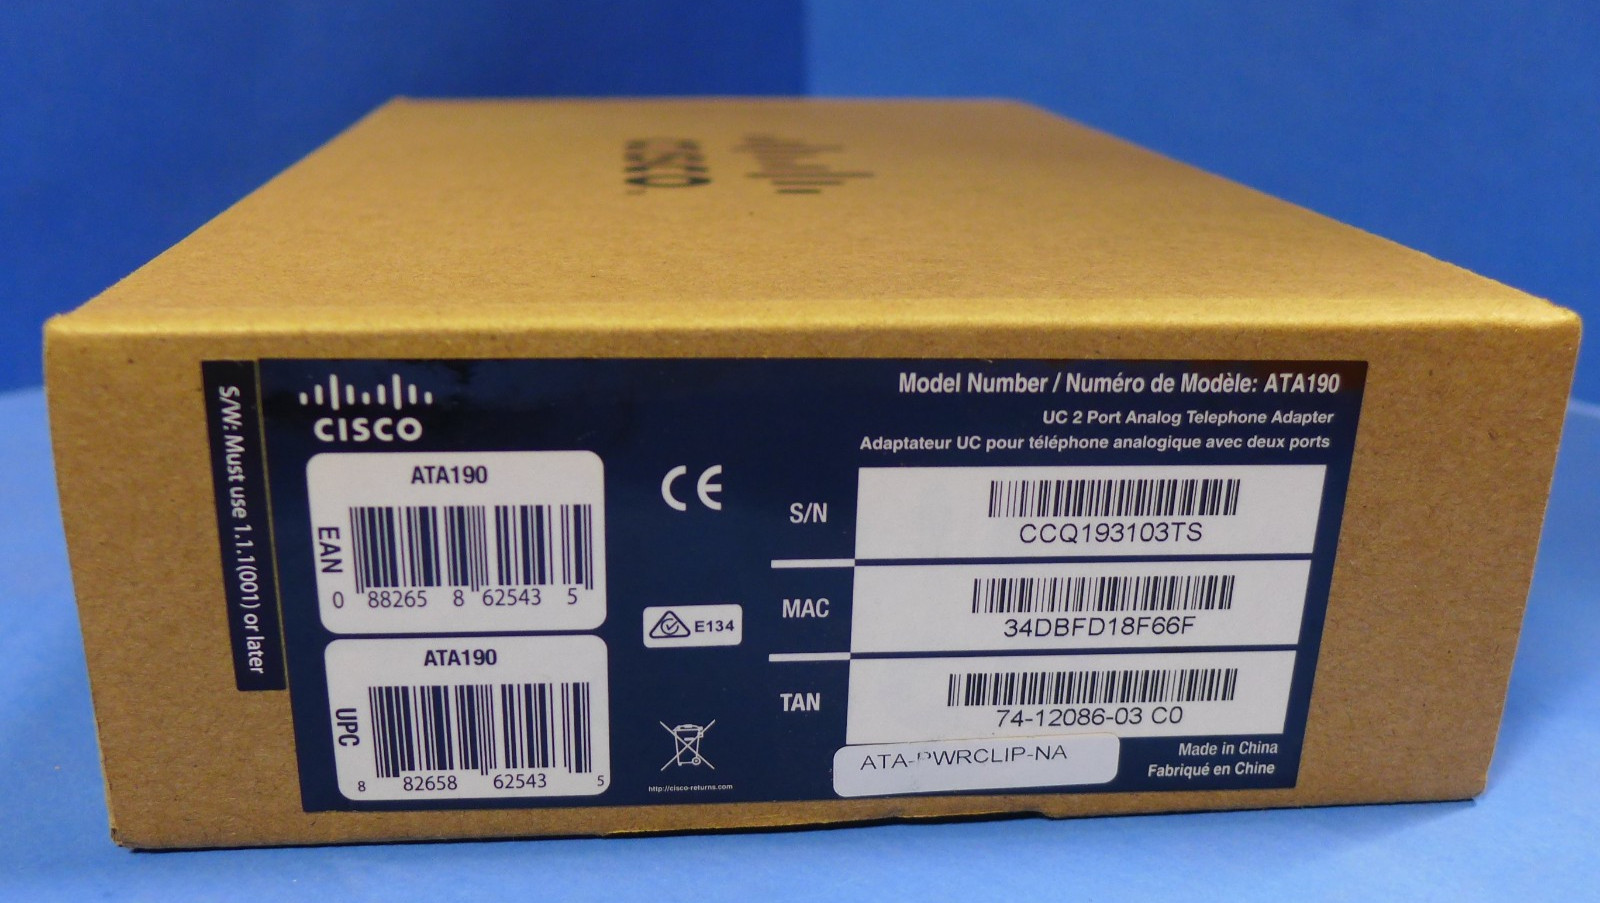 CISCO
S/W: Must use 1.1.1(001) or later
CISCO
Model Number / Numéro de Modèle: ATA190
UC 2 Port Analog Telephone Adapter
Adaptateur UC pour téléphone analogique avec deux ports
ATA190
EAN
0 88265 8 62543 5
ATA190
UPC
8 82658 62543 5
CE
E134
http://cisco-returns.com
S/N
CCQ193103TS
MAC
34DBFD18F66F
TAN
74-12086-03 C0
ATA-PWRCLIP-NA
Made in China
Fabriqué en Chine